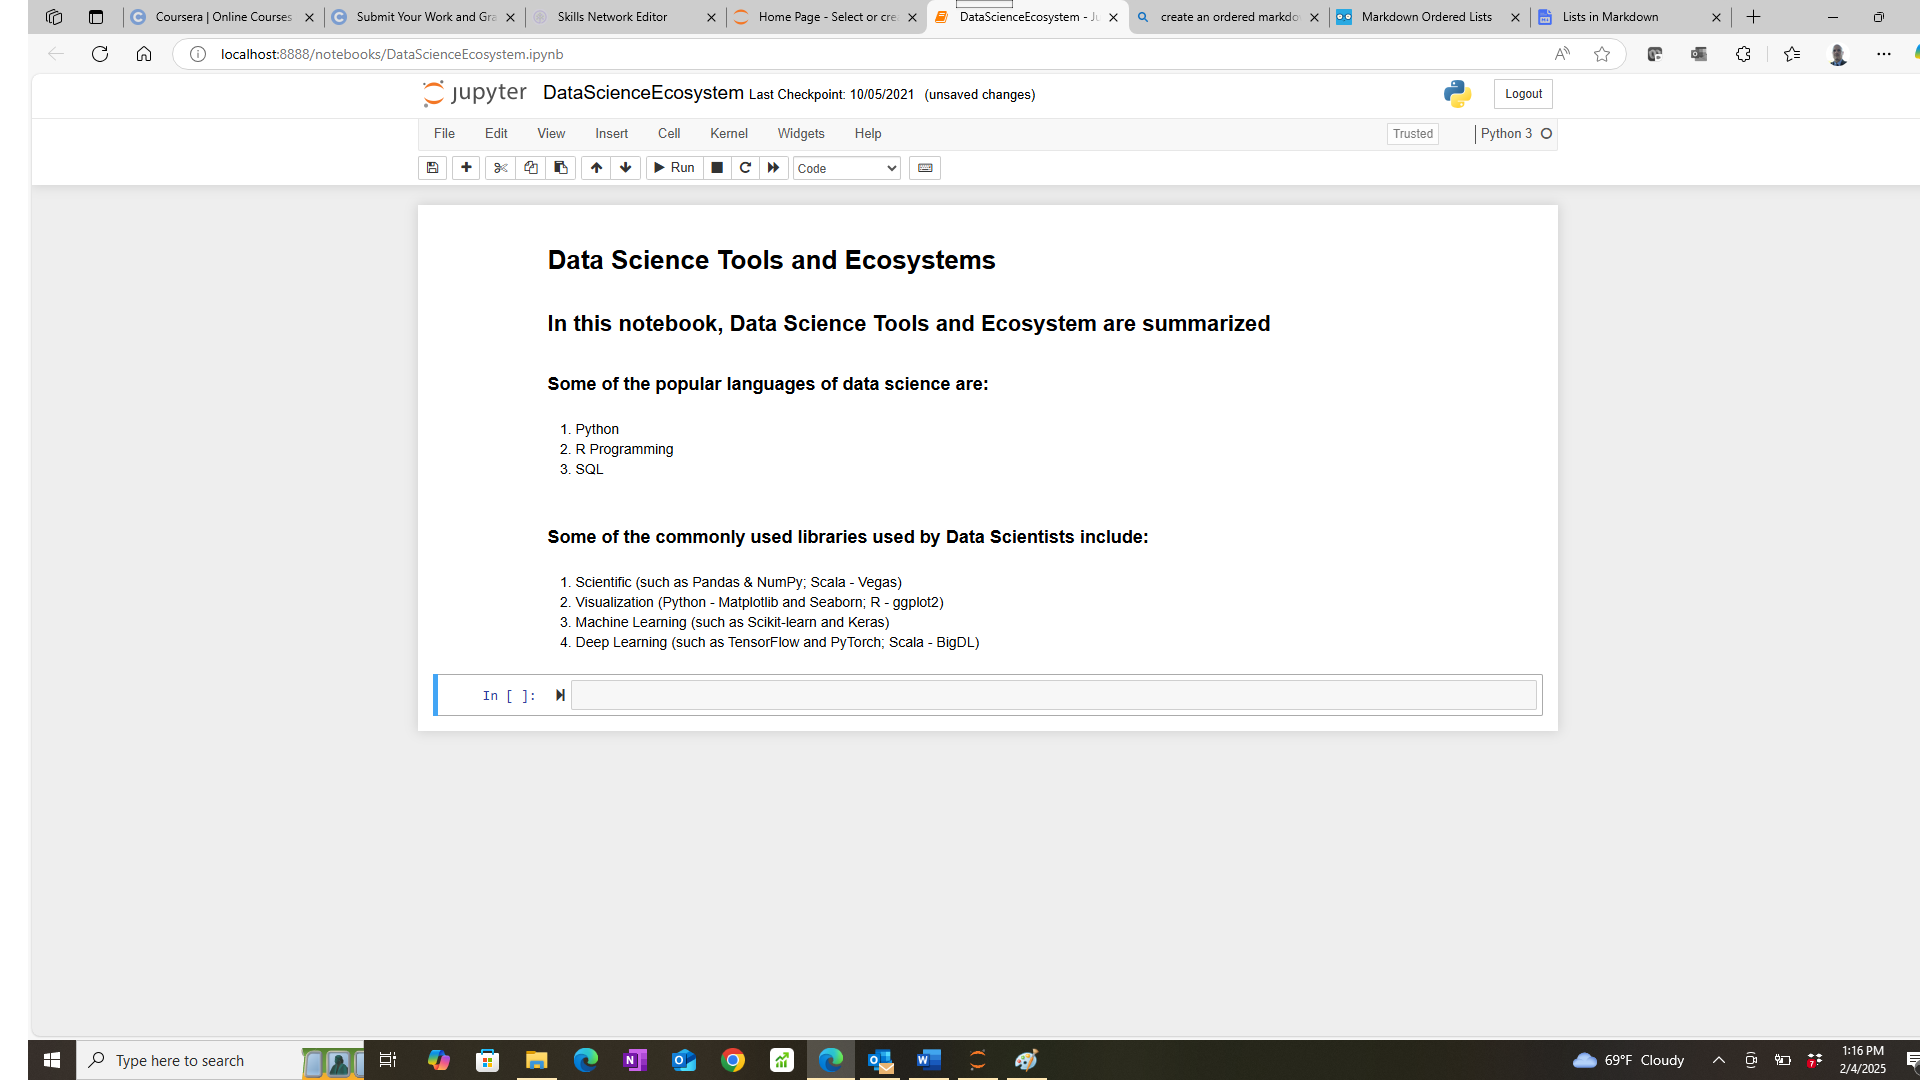 Coursera | Online Courses
Submit Your Work and Gra
Skills Network Editor
Home Page - Select or cre
DataScienceEcosystem - Ju
create an ordered markdo
Markdown Ordered Lists
Lists in Markdown
localhost:8888/notebooks/DataScienceEcosystem.ipynb
jupyter DataScienceEcosystem Last Checkpoint: 10/05/2021 (unsaved changes)
Logout
File Edit View Insert Cell Kernel Widgets Help
Trusted
Python 3
Run
Code
Data Science Tools and Ecosystems
In this notebook, Data Science Tools and Ecosystem are summarized
Some of the popular languages of data science are:
1. Python
2. R Programming
3. SQL
Some of the commonly used libraries used by Data Scientists include:
1. Scientific (such as Pandas & NumPy; Scala - Vegas)
2. Visualization (Python - Matplotlib and Seaborn; R - ggplot2)
3. Machine Learning (such as Scikit-learn and Keras)
4. Deep Learning (such as TensorFlow and PyTorch; Scala - BigDL)
In [ ]:
Type here to search
69°F Cloudy
1:16 PM
2/4/2025